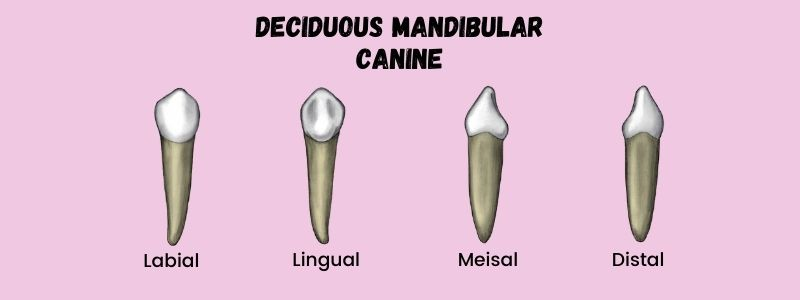 DECIDUOUS MANDIBULAR
CANINE
Labial
Lingual
Meisal
Distal